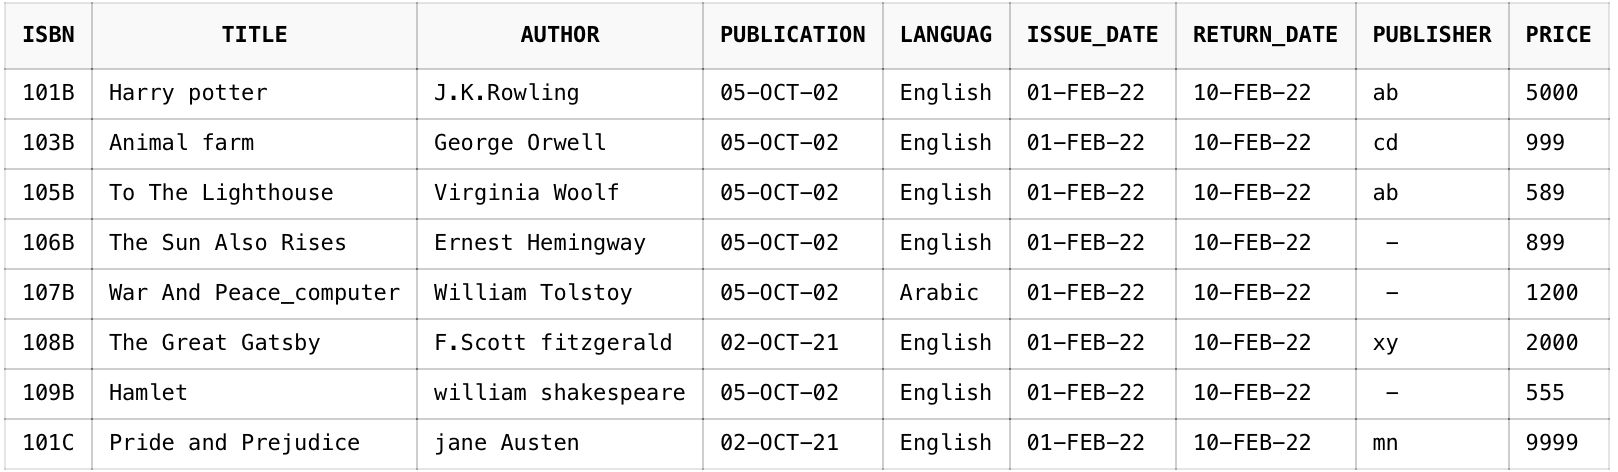 ISBN TITLE AUTHOR PUBLICATION LANGUAG ISSUE_DATE RETURN_DATE PUBLISHER PRICE
101B Harry potter J.K.Rowling 05-OCT-02 English 01-FEB-22 10-FEB-22 ab 5000
103B Animal farm George Orwell 05-OCT-02 English 01-FEB-22 10-FEB-22 cd 999
105B To The Lighthouse Virginia Woolf 05-OCT-02 English 01-FEB-22 10-FEB-22 ab 589
106B The Sun Also Rises Ernest Hemingway 05-OCT-02 English 01-FEB-22 10-FEB-22 - 899
107B War And Peace_computer William Tolstoy 05-OCT-02 Arabic 01-FEB-22 10-FEB-22 - 1200
108B The Great Gatsby F.Scott fitzgerald 02-OCT-21 English 01-FEB-22 10-FEB-22 xy 2000
109B Hamlet william shakespeare 05-OCT-02 English 01-FEB-22 10-FEB-22 - 555
101C Pride and Prejudice jane Austen 02-OCT-21 English 01-FEB-22 10-FEB-22 mn 9999